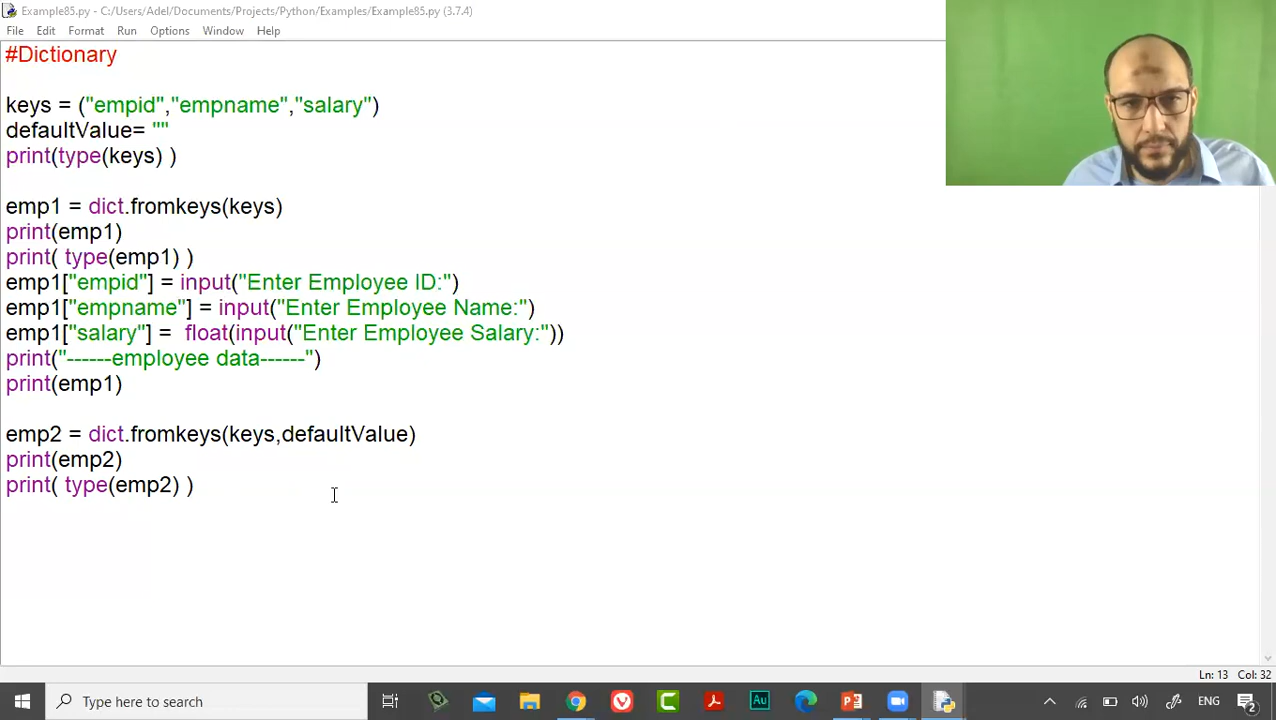 Example85.py - C:/Users/Adel/Documents/Projects/Python/Examples/Example85.py (3.7.4)
File Edit Format Run Options Window Help
#Dictionary
keys = ("empid","empname","salary")
defaultValue= ""
print(type(keys) )
emp1 = dict.fromkeys(keys)
print(emp1)
print( type(emp1) )
emp1["empid"] = input("Enter Employee ID:")
emp1["empname"] = input("Enter Employee Name:")
emp1["salary"] =  float(input("Enter Employee Salary:"))
print("------employee data------")
print(emp1)
emp2 = dict.fromkeys(keys,defaultValue)
print(emp2)
print( type(emp2) )
Ln: 13 Col: 32
Type here to search
ENG
2